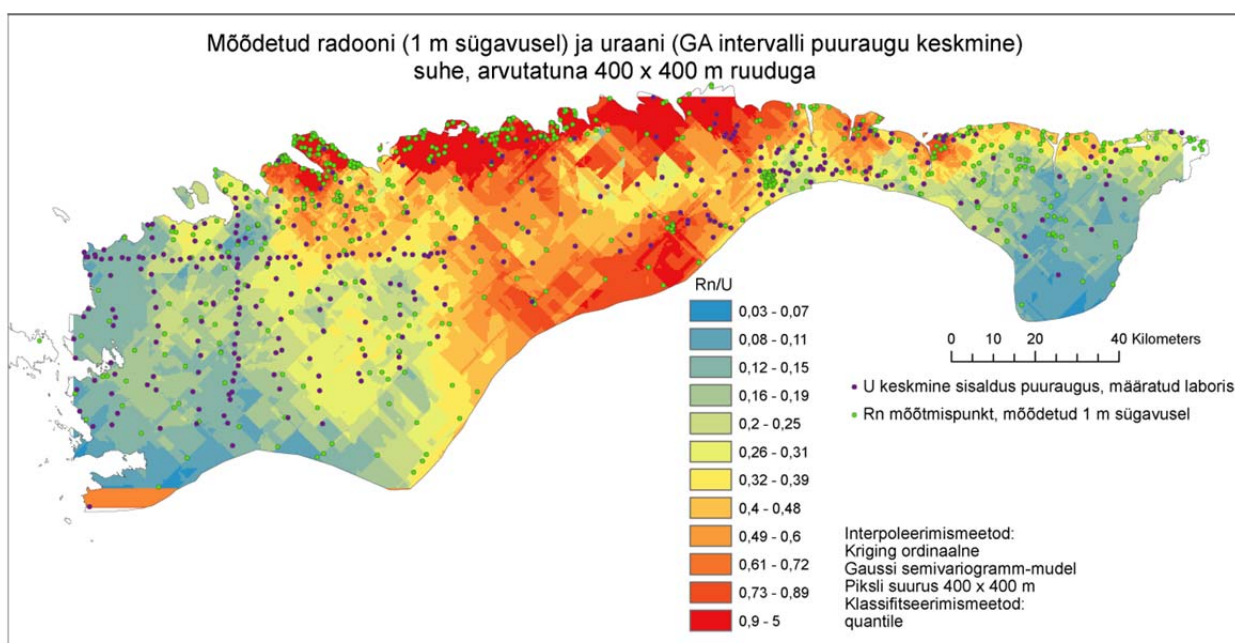 Mõõdetud radooni (1 m sügavusel) ja uraani (GA intervalli puuraugu keskmine)
suhe, arvutatuna 400 x 400 m ruuduga
Rn/U
0,03 - 0,07
0,08 - 0,11
0,12 - 0,15
0,16 - 0,19
0,2 - 0,25
0,26 - 0,31
0,32 - 0,39
0,4 - 0,48
0,49 - 0,6
0,61 - 0,72
0,73 - 0,89
0,9 - 5
0 20 40 Kilometers
U keskmine sisaldus puuraugus, määratud laboris
Rn mõõtmispunkt, mõõdetud 1 m sügavusel
Interpoleerimismeetod:
Kriging ordinaalne
Gaussi semivariogramm-mudel
Piksli suurus 400 x 400 m
Klassifitseerimismeetod:
quantile